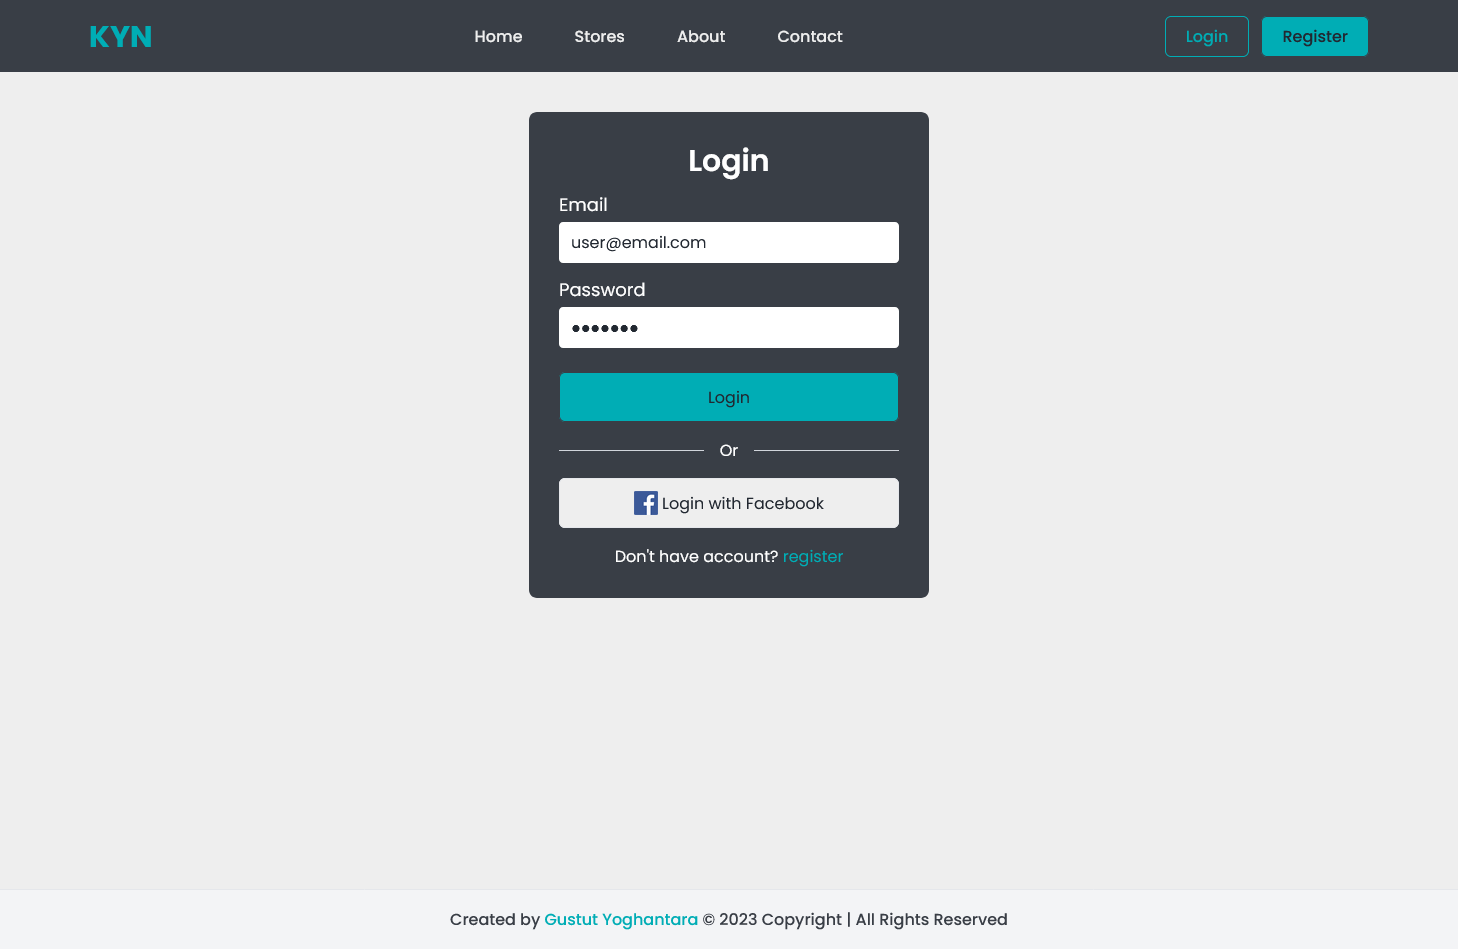 KYN
Home Stores About Contact
Login Register
Login
Email
user@email.com
Password
•••••••
Login
Or
Login with Facebook
Don't have account? register
Created by Gustut Yoghantara © 2023 Copyright | All Rights Reserved